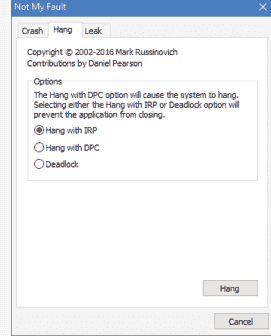 Not My Fault
Crash Hang Leak
Copyright © 2002-2016 Mark Russinovich
Contributions by Daniel Pearson
Options
The Hang with DPC option will cause the system to hang.
Selecting either the Hang with IRP or Deadlock option will
prevent the application from closing.
Hang with IRP
Hang with DPC
Deadlock
Hang
Cancel